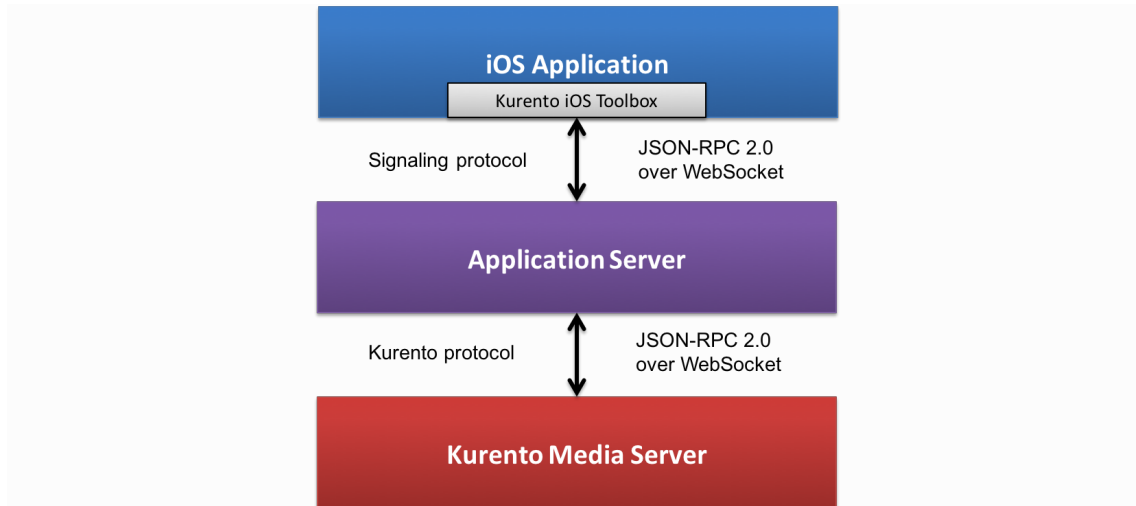 iOS Application
Kurento iOS Toolbox
Signaling protocol
JSON-RPC 2.0
over WebSocket
Application Server
Kurento protocol
JSON-RPC 2.0
over WebSocket
Kurento Media Server